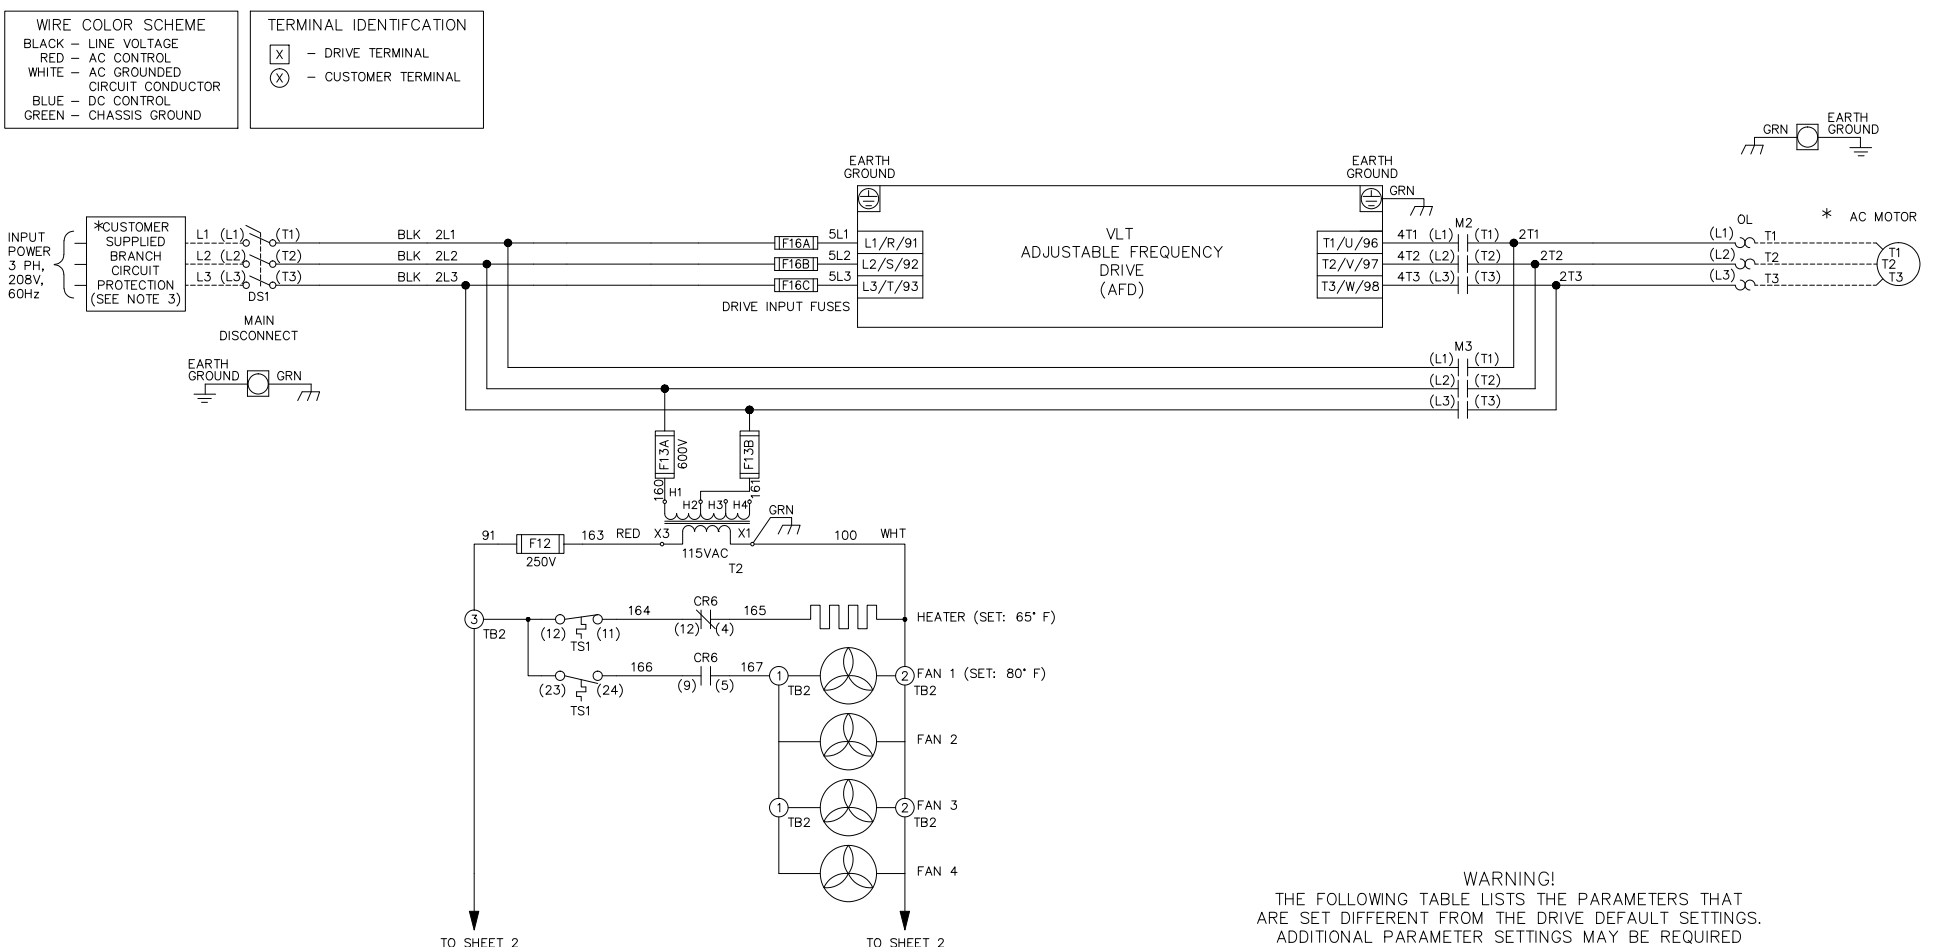 WIRE COLOR SCHEME
BLACK – LINE VOLTAGE
RED – AC CONTROL
WHITE – AC GROUNDED
CIRCUIT CONDUCTOR
BLUE – DC CONTROL
GREEN – CHASSIS GROUND
TERMINAL IDENTIFCATION
X – DRIVE TERMINAL
X – CUSTOMER TERMINAL
GRN
EARTH
GROUND
EARTH
GROUND
EARTH
GROUND
GRN
INPUT
POWER
3 PH,
208V,
60Hz
*CUSTOMER
SUPPLIED
BRANCH
CIRCUIT
PROTECTION
(SEE NOTE 3)
L1 (L1) (T1) BLK 2L1
L2 (L2) (T2) BLK 2L2
L3 (L3) (T3) BLK 2L3
DS1
MAIN
DISCONNECT
F16A 5L1 L1/R/91
F16B 5L2 L2/S/92
F16C 5L3 L3/T/93
DRIVE INPUT FUSES
VLT
ADJUSTABLE FREQUENCY
DRIVE
(AFD)
M2
T1/U/96 4T1 (L1) (T1) 2T1
T2/V/97 4T2 (L2) (T2) 2T2
T3/W/98 4T3 (L3) (T3) 2T3
OL
(L1) T1
(L2) T2
(L3) T3
* AC MOTOR
T1
T2
T3
M3
(L1) (T1)
(L2) (T2)
(L3) (T3)
EARTH
GROUND GRN
F13A
600V
F13B
160
161
H1
H2 H3 H4
GRN
91 F12 163 RED X3 X1 100 WHT
250V
115VAC
T2
3
TB2
(12) (11)
TS1
164
CR6
(12) (4)
165
HEATER (SET: 65° F)
(23) (24)
TS1
166
CR6
(9) (5)
167
1
TB2
2
TB2
FAN 1 (SET: 80° F)
FAN 2
1
TB2
2
TB2
FAN 3
FAN 4
TO SHEET 2
TO SHEET 2
WARNING!
THE FOLLOWING TABLE LISTS THE PARAMETERS THAT
ARE SET DIFFERENT FROM THE DRIVE DEFAULT SETTINGS.
ADDITIONAL PARAMETER SETTINGS MAY BE REQUIRED